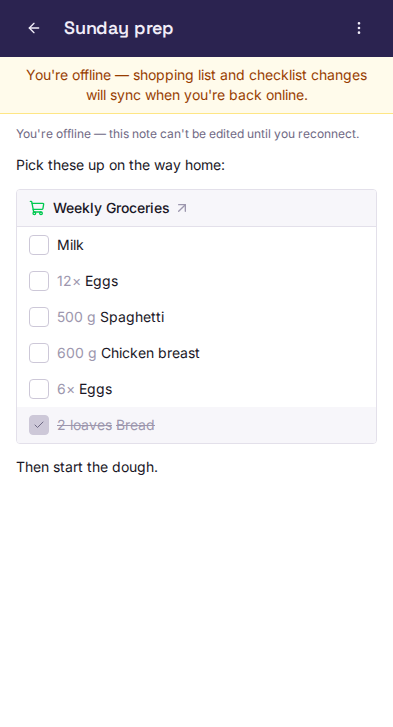 Sunday prep
You're offline — shopping list and checklist changes
will sync when you're back online.
You're offline — this note can't be edited until you reconnect.
Pick these up on the way home:
Weekly Groceries
Milk
12× Eggs
500 g Spaghetti
600 g Chicken breast
6× Eggs
2 loaves Bread
Then start the dough.